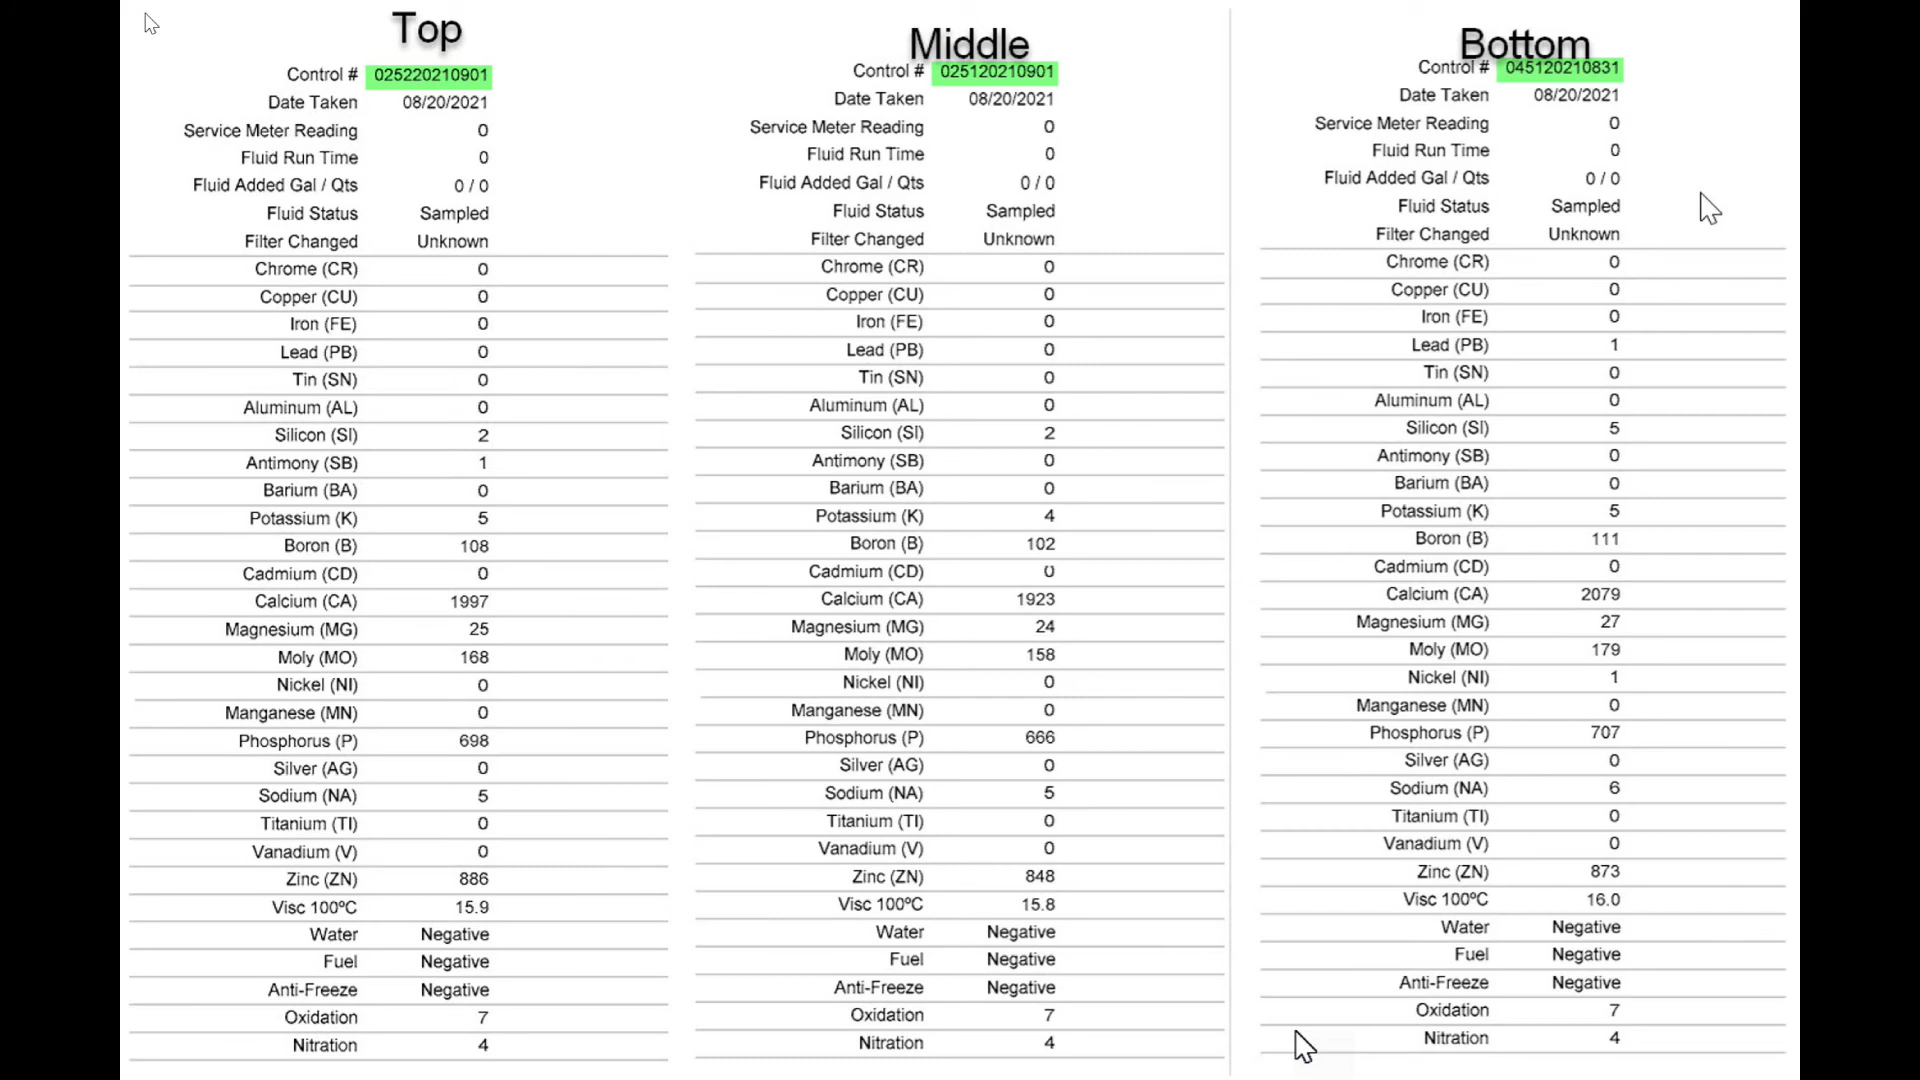 Top
Control # 025220210901
Date Taken 08/20/2021
Service Meter Reading 0
Fluid Run Time 0
Fluid Added Gal / Qts 0 / 0
Fluid Status Sampled
Filter Changed Unknown
Chrome (CR) 0
Copper (CU) 0
Iron (FE) 0
Lead (PB) 0
Tin (SN) 0
Aluminum (AL) 0
Silicon (SI) 2
Antimony (SB) 1
Barium (BA) 0
Potassium (K) 5
Boron (B) 108
Cadmium (CD) 0
Calcium (CA) 1997
Magnesium (MG) 25
Moly (MO) 168
Nickel (NI) 0
Manganese (MN) 0
Phosphorus (P) 698
Silver (AG) 0
Sodium (NA) 5
Titanium (TI) 0
Vanadium (V) 0
Zinc (ZN) 886
Visc 100ºC 15.9
Water Negative
Fuel Negative
Anti-Freeze Negative
Oxidation 7
Nitration 4
Middle
Control # 025120210901
Date Taken 08/20/2021
Service Meter Reading 0
Fluid Run Time 0
Fluid Added Gal / Qts 0 / 0
Fluid Status Sampled
Filter Changed Unknown
Chrome (CR) 0
Copper (CU) 0
Iron (FE) 0
Lead (PB) 0
Tin (SN) 0
Aluminum (AL) 0
Silicon (SI) 2
Antimony (SB) 0
Barium (BA) 0
Potassium (K) 4
Boron (B) 102
Cadmium (CD) 0
Calcium (CA) 1923
Magnesium (MG) 24
Moly (MO) 158
Nickel (NI) 0
Manganese (MN) 0
Phosphorus (P) 666
Silver (AG) 0
Sodium (NA) 5
Titanium (TI) 0
Vanadium (V) 0
Zinc (ZN) 848
Visc 100ºC 15.8
Water Negative
Fuel Negative
Anti-Freeze Negative
Oxidation 7
Nitration 4
Bottom
Control # 045120210831
Date Taken 08/20/2021
Service Meter Reading 0
Fluid Run Time 0
Fluid Added Gal / Qts 0 / 0
Fluid Status Sampled
Filter Changed Unknown
Chrome (CR) 0
Copper (CU) 0
Iron (FE) 0
Lead (PB) 1
Tin (SN) 0
Aluminum (AL) 0
Silicon (SI) 5
Antimony (SB) 0
Barium (BA) 0
Potassium (K) 5
Boron (B) 111
Cadmium (CD) 0
Calcium (CA) 2079
Magnesium (MG) 27
Moly (MO) 179
Nickel (NI) 1
Manganese (MN) 0
Phosphorus (P) 707
Silver (AG) 0
Sodium (NA) 6
Titanium (TI) 0
Vanadium (V) 0
Zinc (ZN) 873
Visc 100ºC 16.0
Water Negative
Fuel Negative
Anti-Freeze Negative
Oxidation 7
Nitration 4